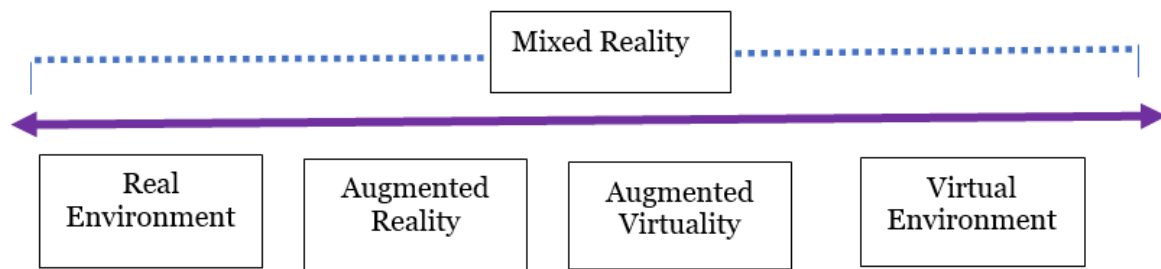 Mixed Reality
Real
Environment
Augmented
Reality
Augmented
Virtuality
Virtual
Environment